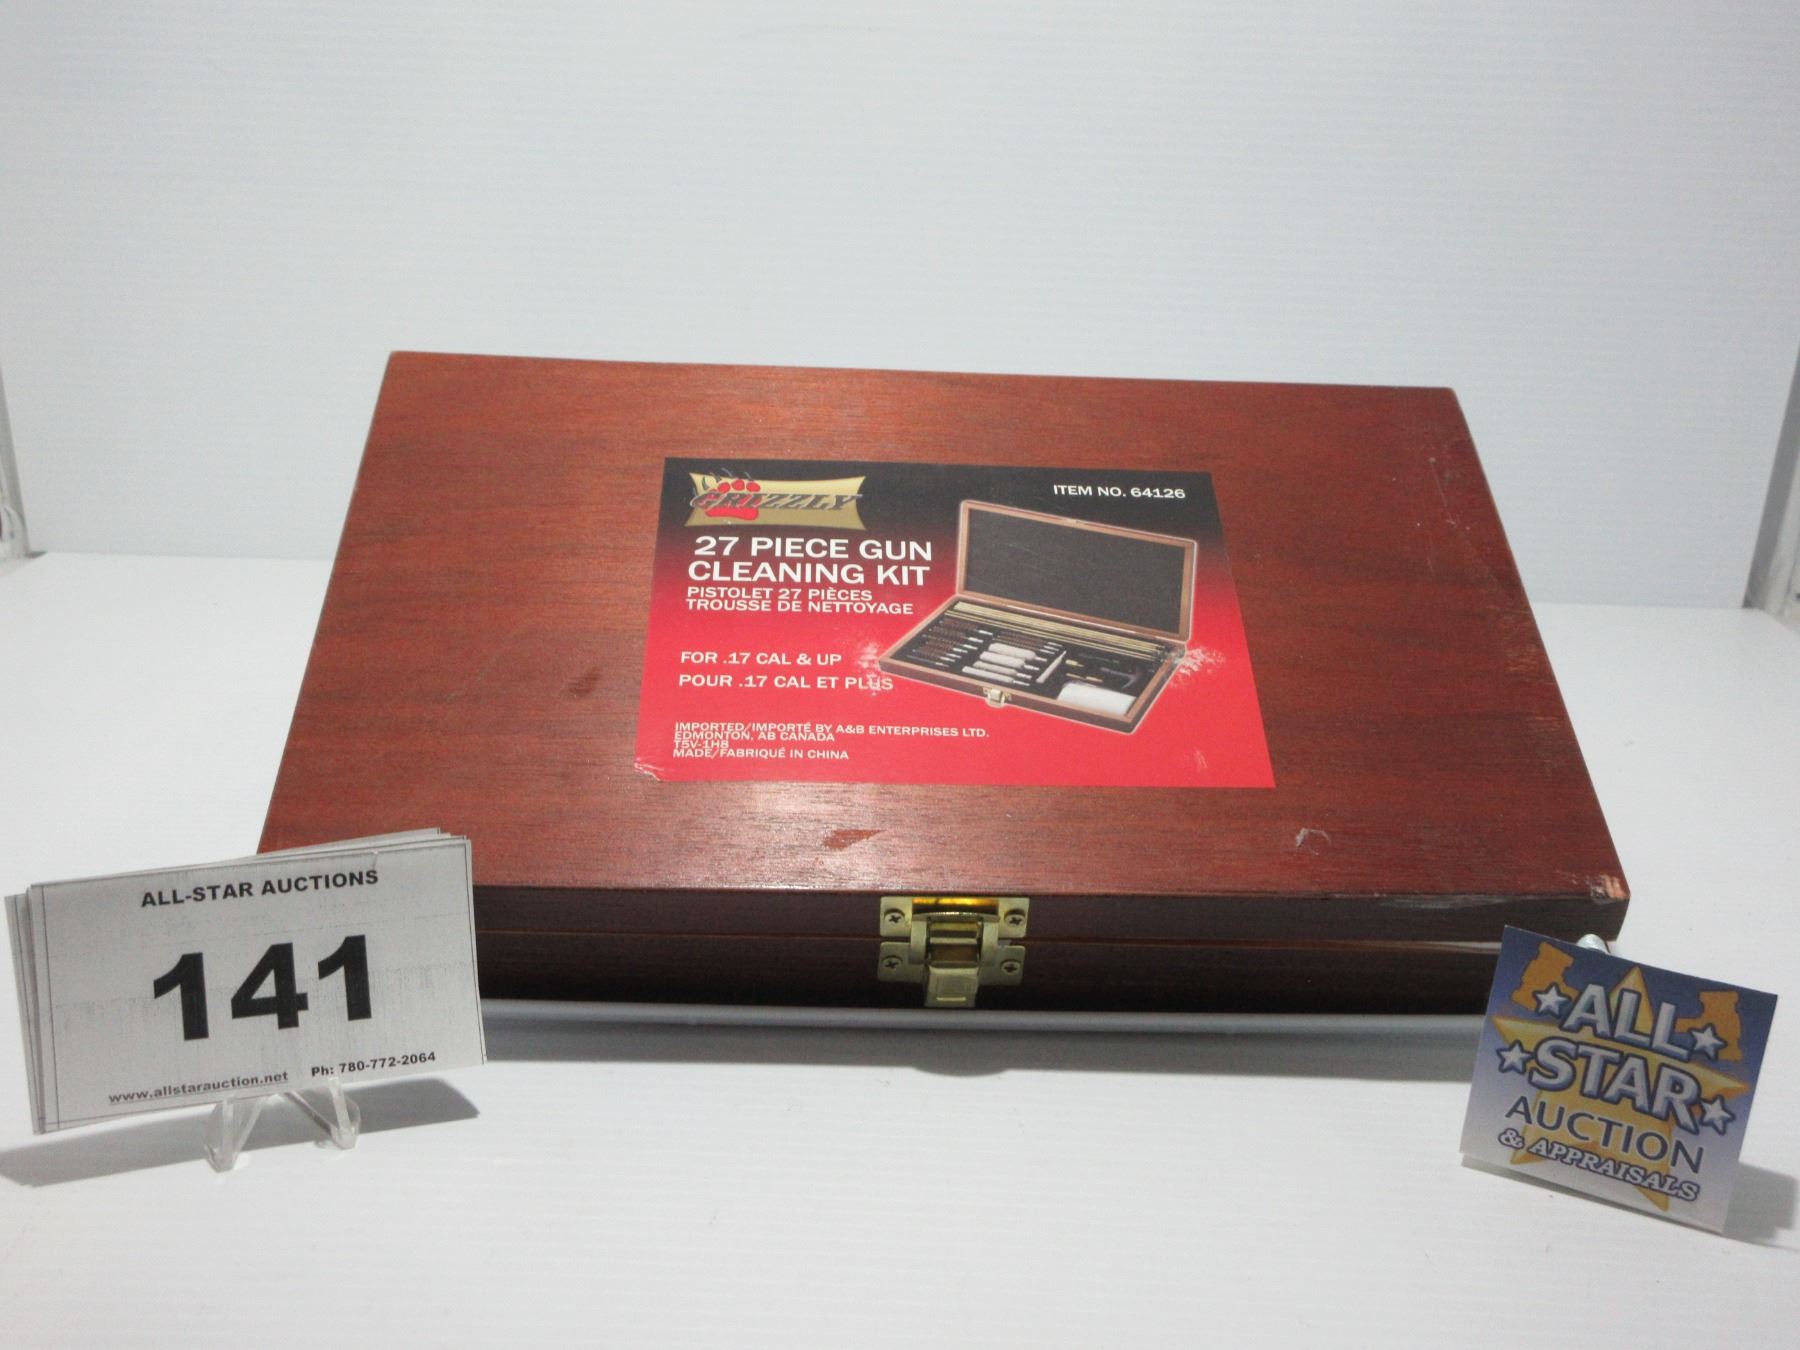 GRIZZLY
ITEM NO. 64126
27 PIECE GUN
CLEANING KIT
PISTOLET 27 PIÈCES
TROUSSE DE NETTOYAGE
FOR .17 CAL & UP
POUR .17 CAL ET PLUS
IMPORTED/IMPORTÉ BY A&B ENTERPRISES LTD.
EDMONTON, AB CANADA
T5V-1H8
MADE/FABRIQUÉ IN CHINA
ALL-STAR AUCTIONS
141
www.allstarauction.net Ph: 780-772-2064
ALL
STAR
AUCTION
& APPRAISALS